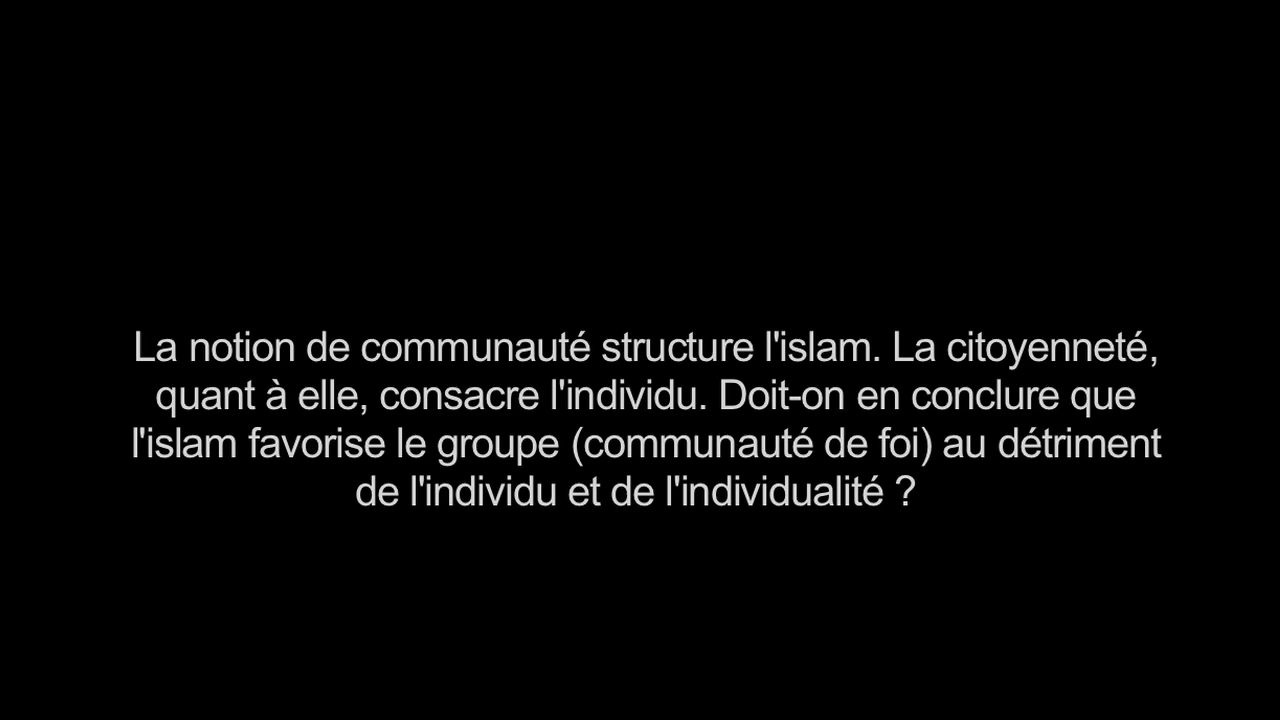 La notion de communauté structure l'islam. La citoyenneté,
quant à elle, consacre l'individu. Doit-on en conclure que
l'islam favorise le groupe (communauté de foi) au détriment
de l'individu et de l'individualité ?